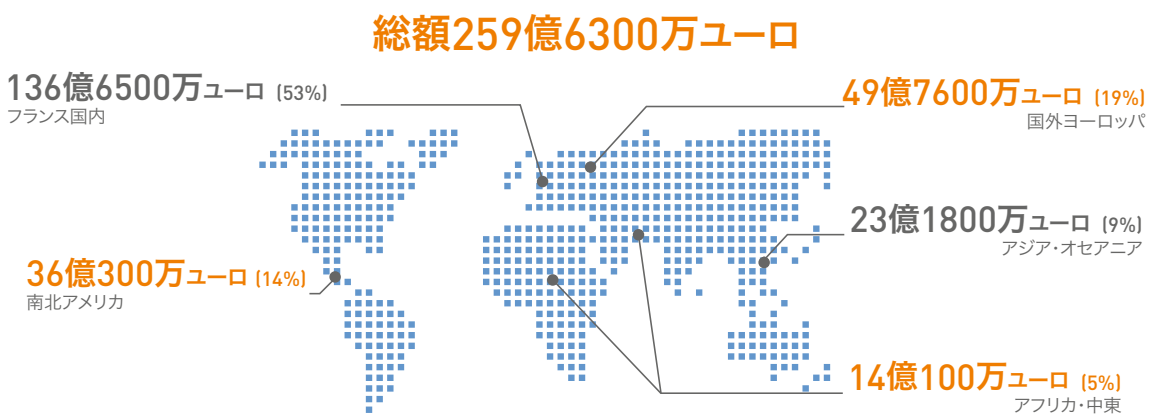 総額259億6300万ユーロ
136億6500万ユーロ (53%)
フランス国内
49億7600万ユーロ (19%)
国外ヨーロッパ
23億1800万ユーロ (9%)
アジア・オセアニア
36億300万ユーロ (14%)
南北アメリカ
14億100万ユーロ (5%)
アフリカ・中東